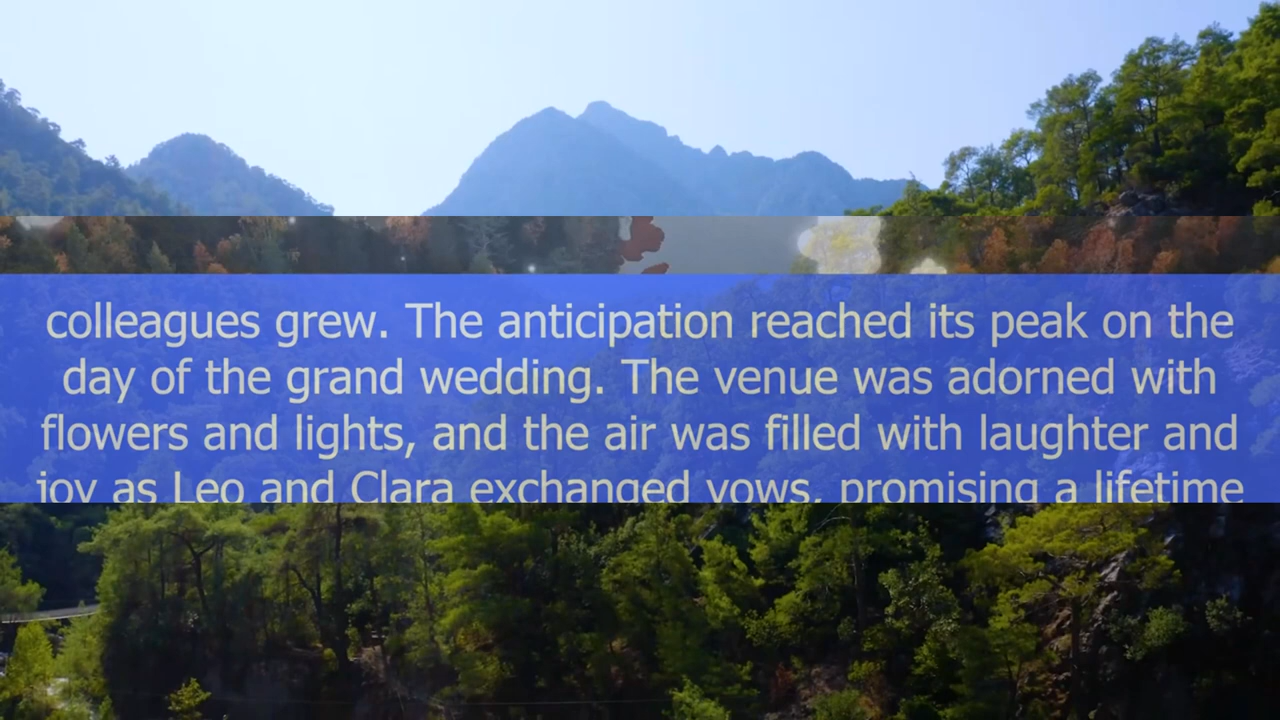 colleagues grew. The anticipation reached its peak on the
day of the grand wedding. The venue was adorned with
flowers and lights, and the air was filled with laughter and
joy as Leo and Clara exchanged vows, promising a lifetime